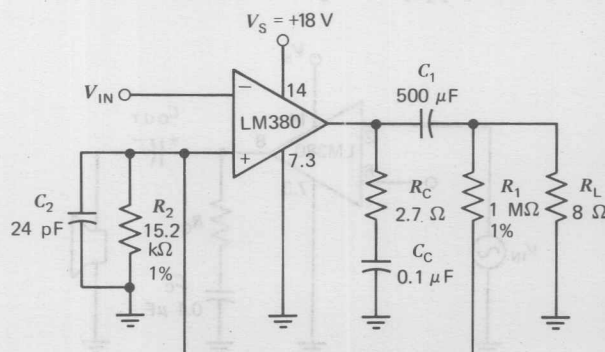 V_S = +18 V
V_IN
−
14
LM380
+
7.3
C_1
500 µF
C_2
24 pF
R_2
15.2
kΩ
1%
R_C
2.7 Ω
C_C
0.1 µF
R_1
1 MΩ
1%
R_L
8 Ω